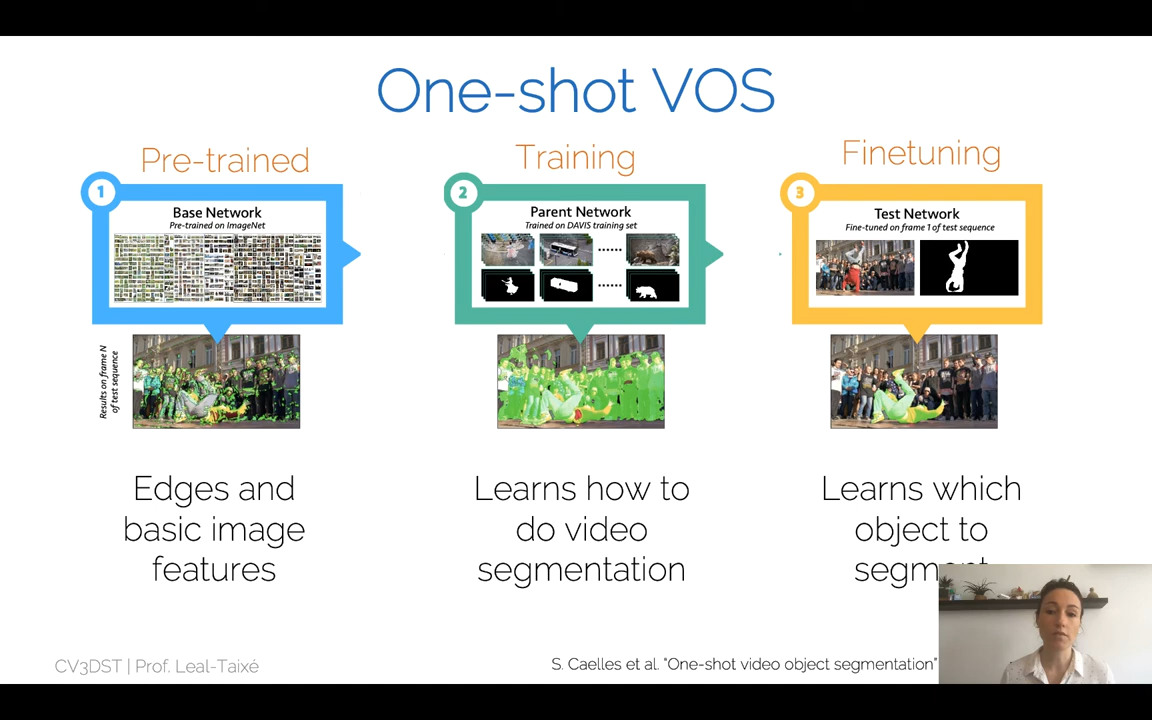 One-shot VOS
Pre-trained
Training
Finetuning
1
Base Network
Pre-trained on ImageNet
2
Parent Network
Trained on DAVIS training set
3
Test Network
Fine-tuned on frame 1 of test sequence
Results on frame N
of test sequence
Edges and
basic image
features
Learns how to
do video
segmentation
Learns which
object to
segment
CV3DST | Prof. Leal-Taixé
S. Caelles et al. "One-shot video object segmentation"